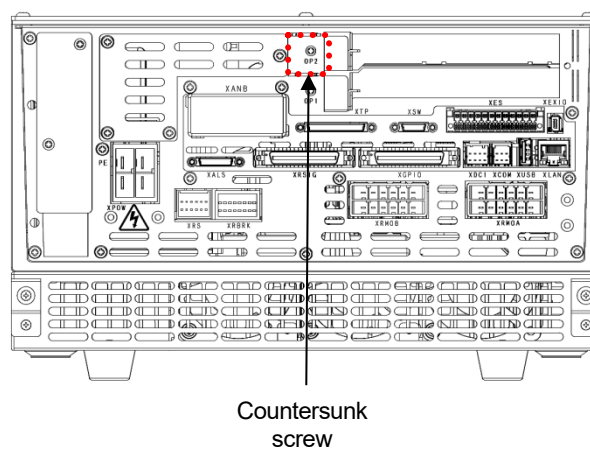 OP2
OP1
XANB
XTP
XSW
XES
XEXIO
PE
XALS
XRSIG
XGPIO
XDCI
XCOM
XUSB
XLAN
XPOW
XRS
XRBRK
XRMOB
XRMOA
Countersunk
screw